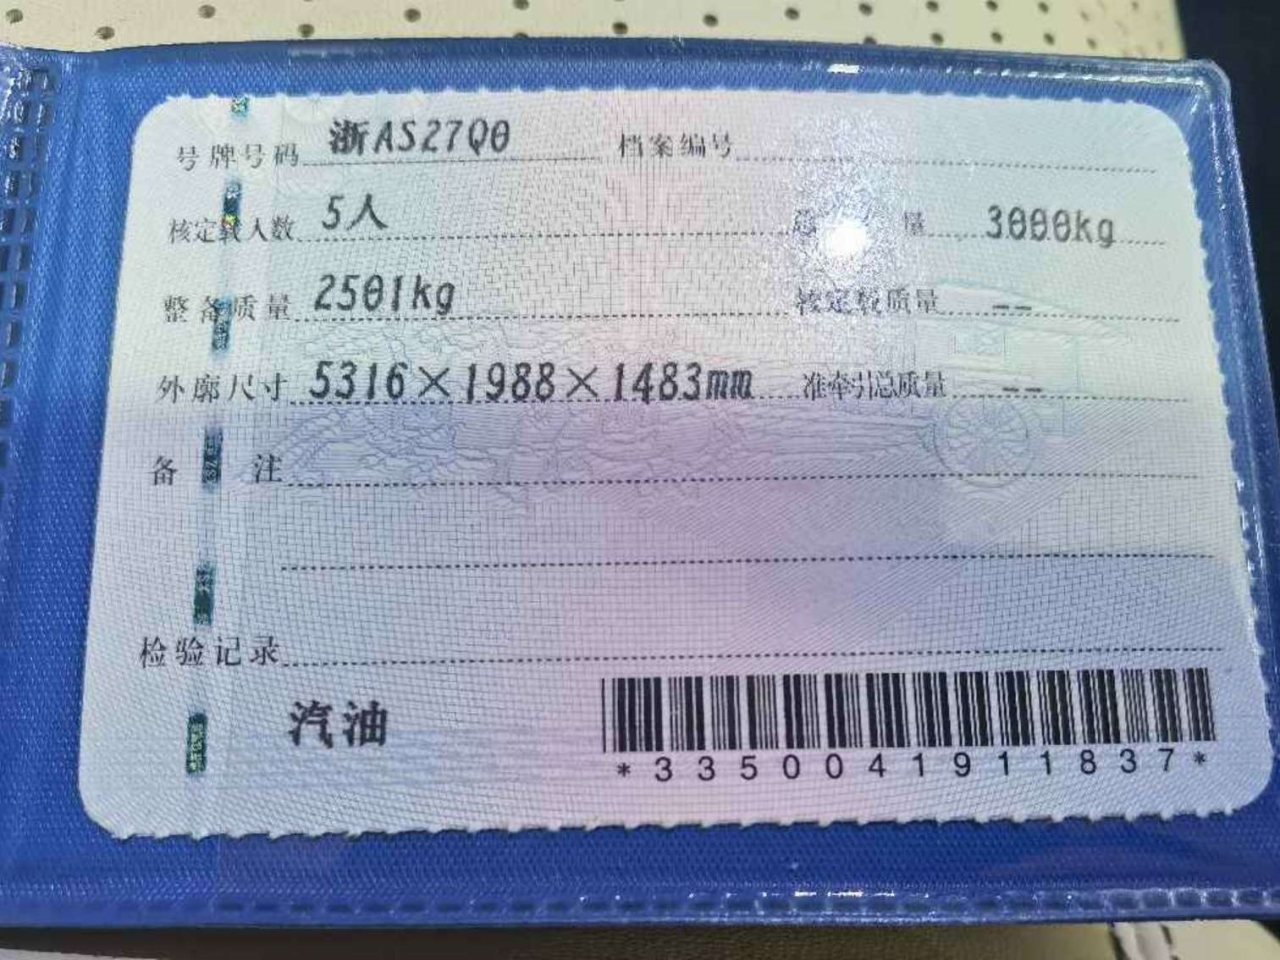 号牌号码 浙AS27Q0 档案编号
核定载人数 5人 总 量 3000kg
整备质量 2501kg 核定载质量 --
外廓尺寸 5316×1988×1483mm 准牵引总质量 --
备 注
检验记录
汽油
*3350041911837*